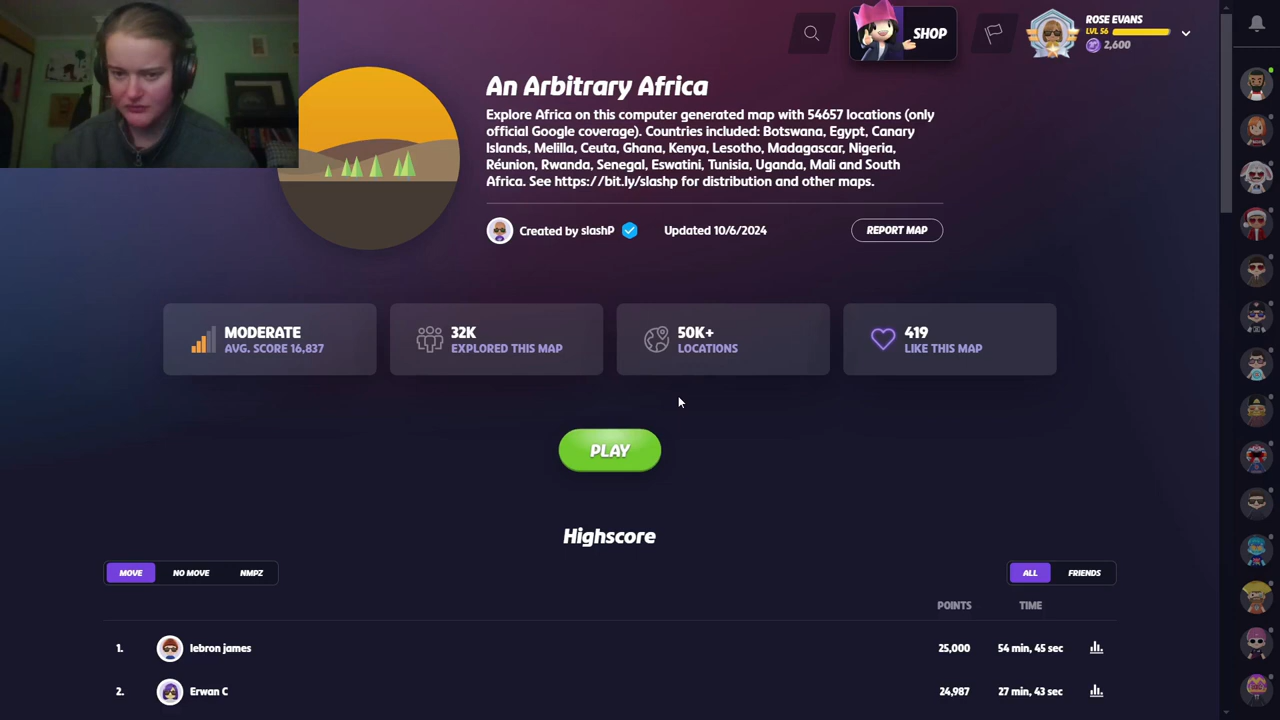 SHOP
ROSE EVANS
LVL 56
2,600
An Arbitrary Africa
Explore Africa on this computer generated map with 54657 locations (only
official Google coverage). Countries included: Botswana, Egypt, Canary
Islands, Melilla, Ceuta, Ghana, Kenya, Lesotho, Madagascar, Nigeria,
Réunion, Rwanda, Senegal, Eswatini, Tunisia, Uganda, Mali and South
Africa. See https://bit.ly/slashp for distribution and other maps.
Created by slashP Updated 10/6/2024 REPORT MAP
MODERATE
AVG. SCORE 16,837
32K
EXPLORED THIS MAP
50K+
LOCATIONS
419
LIKE THIS MAP
PLAY
Highscore
MOVE NO MOVE NMPZ ALL FRIENDS
POINTS TIME
1. lebron james 25,000 54 min, 45 sec
2. Erwan C 24,987 27 min, 43 sec